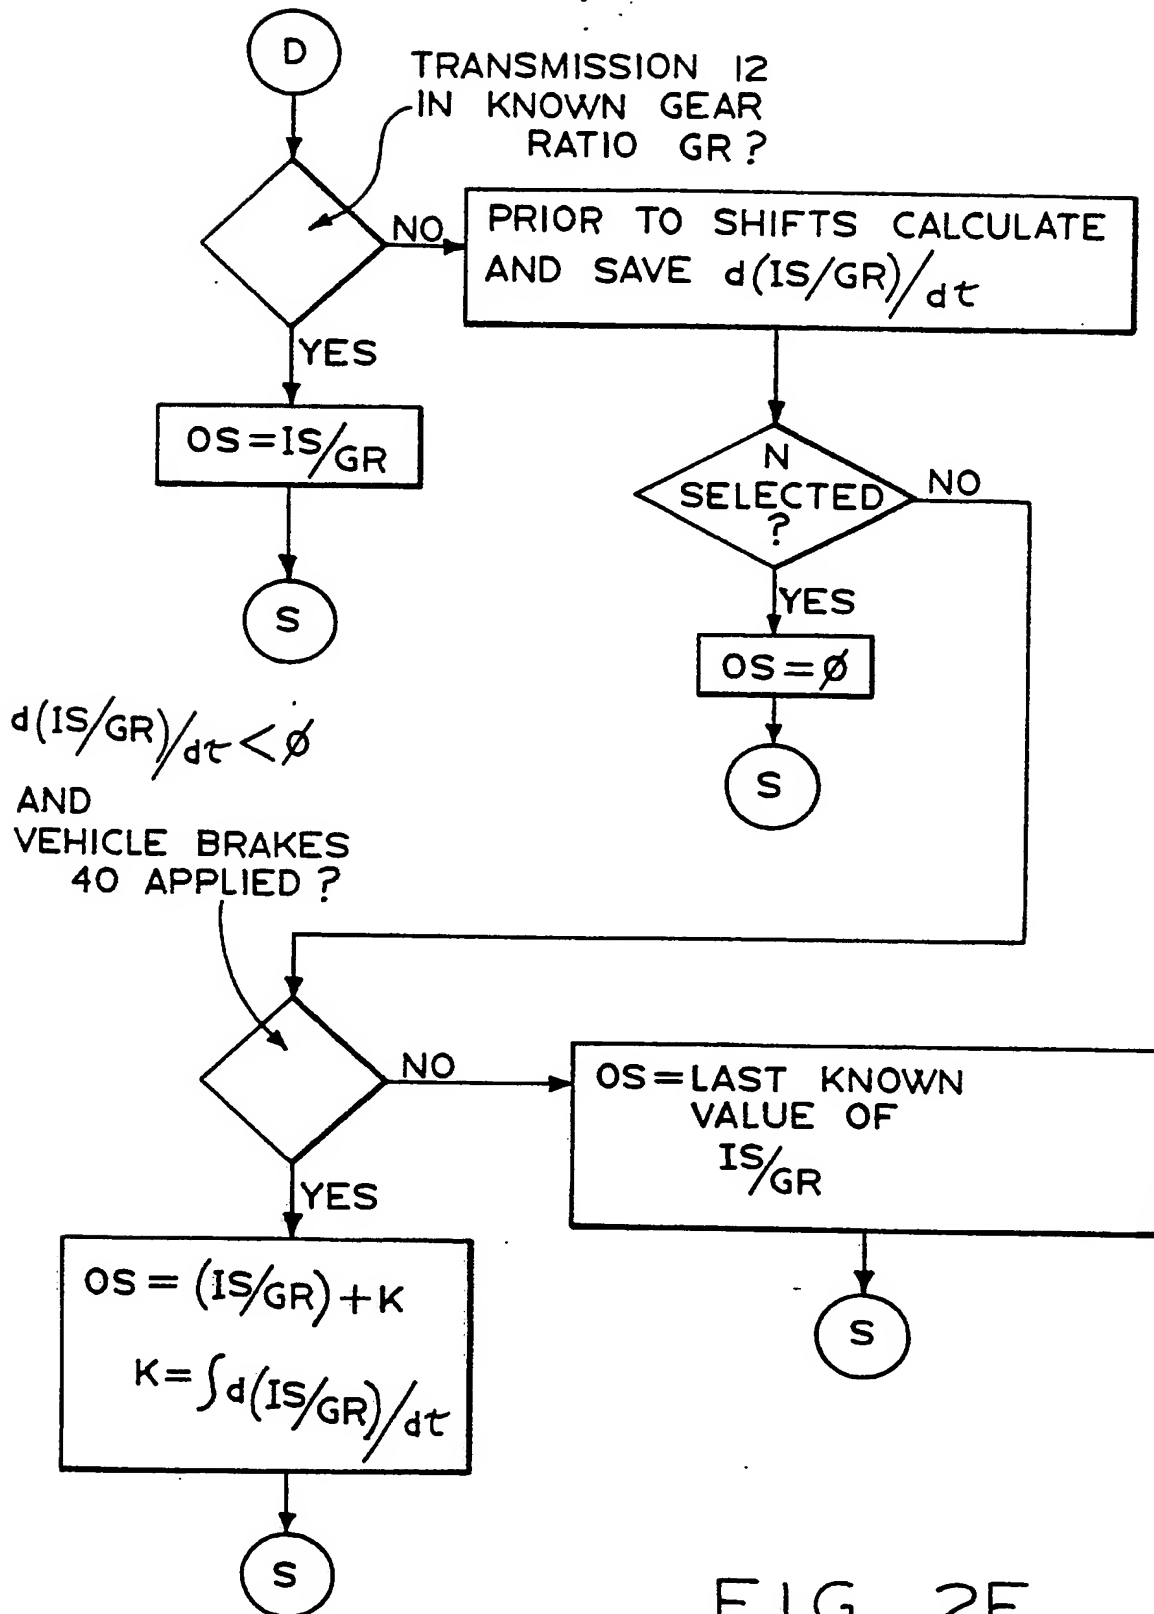 D
TRANSMISSION 12
IN KNOWN GEAR
RATIO GR?
NO
PRIOR TO SHIFTS CALCULATE
AND SAVE d(IS/GR)/dt
YES
OS=IS/GR
S
N
SELECTED
?
NO
YES
OS=Ø
S
d(IS/GR)/dt<Ø
AND
VEHICLE BRAKES
40 APPLIED?
NO
OS=LAST KNOWN
VALUE OF
IS/GR
S
YES
OS=(IS/GR)+K
K=∫d(IS/GR)/dt
S
FIG. 2E